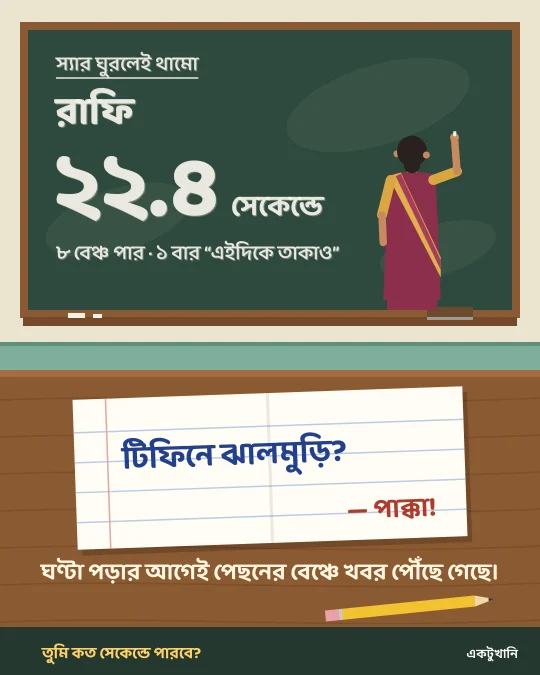 স্যার ঘুরলেই থামো
রাফি
২২.৪ সেকেন্ডে
৮ বেঞ্চ পার · ১ বার “এইদিকে তাকাও”
টিফিনে ঝালমুড়ি?
— পাক্কা!
ঘণ্টা পড়ার আগেই পেছনের বেঞ্চে খবর পৌঁছে গেছে।
তুমি কত সেকেন্ডে পারবে?
একটুখানি